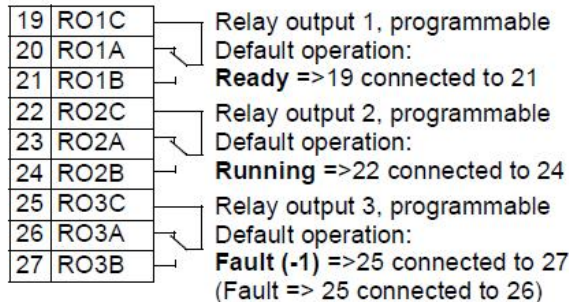 19 RO1C Relay output 1, programmable
20 RO1A Default operation:
21 RO1B Ready =>19 connected to 21
22 RO2C Relay output 2, programmable
23 RO2A Default operation:
24 RO2B Running =>22 connected to 24
25 RO3C Relay output 3, programmable
26 RO3A Default operation:
27 RO3B Fault (-1) =>25 connected to 27
(Fault => 25 connected to 26)